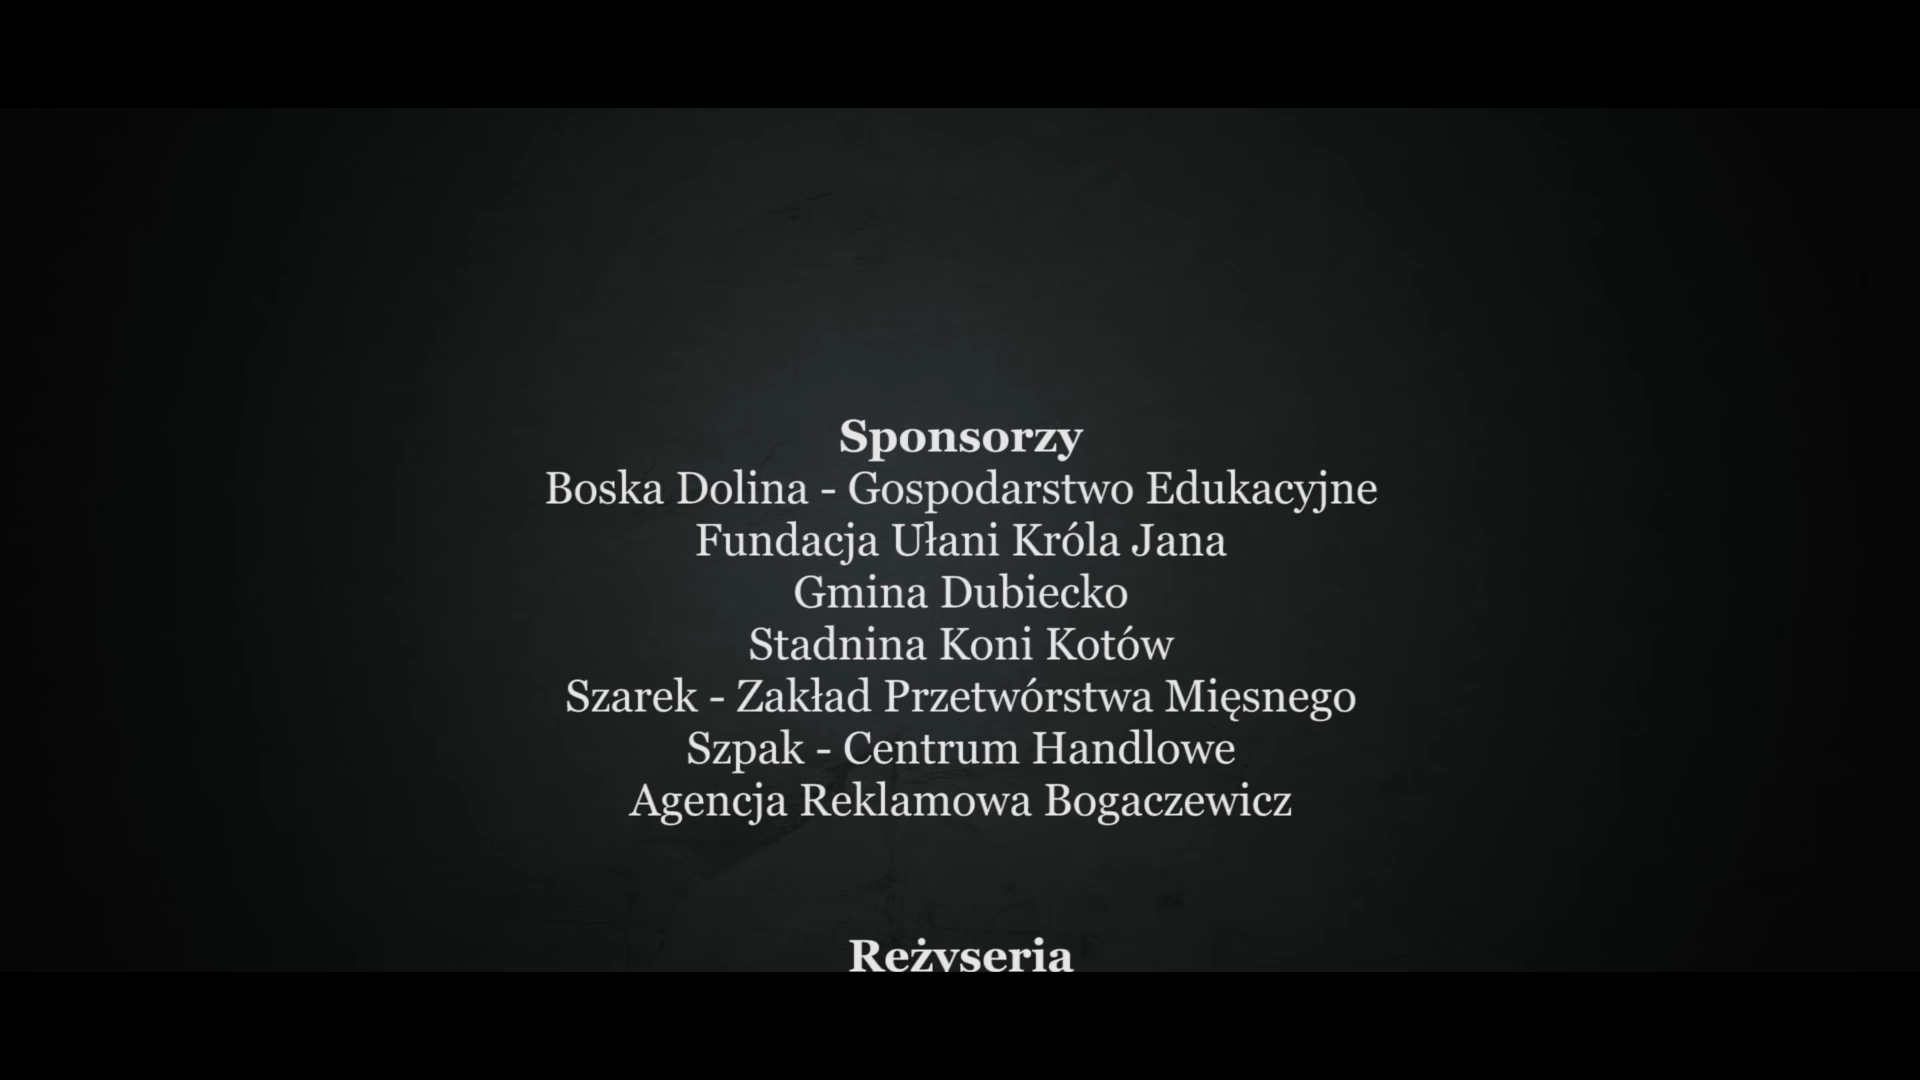 Sponsorzy
Boska Dolina - Gospodarstwo Edukacyjne
Fundacja Ułani Króla Jana
Gmina Dubiecko
Stadnina Koni Kotów
Szarek - Zakład Przetwórstwa Mięsnego
Szpak - Centrum Handlowe
Agencja Reklamowa Bogaczewicz
Reżyseria